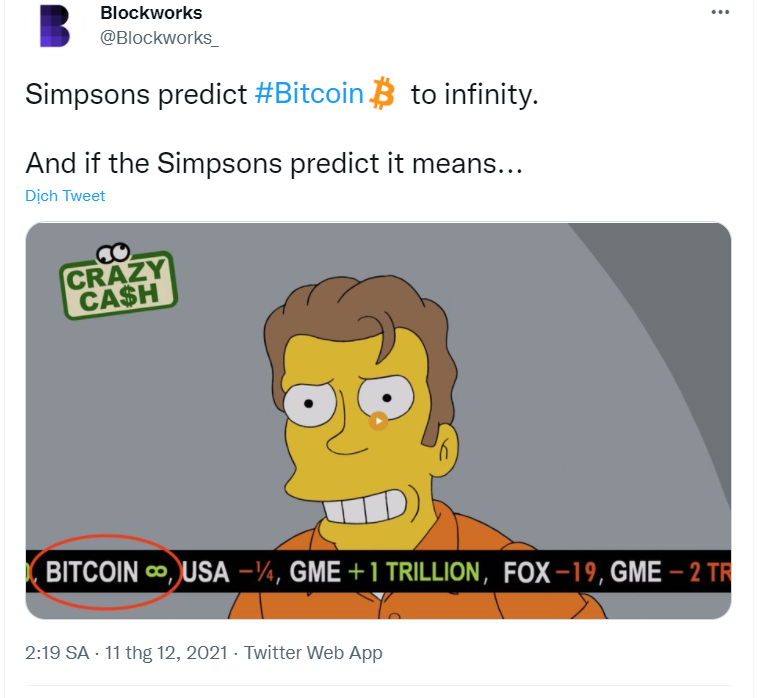 Blockworks
@Blockworks_
Simpsons predict #Bitcoin to infinity.
And if the Simpsons predict it means...
Dịch Tweet
CRAZY
CA$H
, BITCOIN ∞, USA -¼, GME +1 TRILLION, FOX -19, GME - 2 TR
2:19 SA · 11 thg 12, 2021 · Twitter Web App